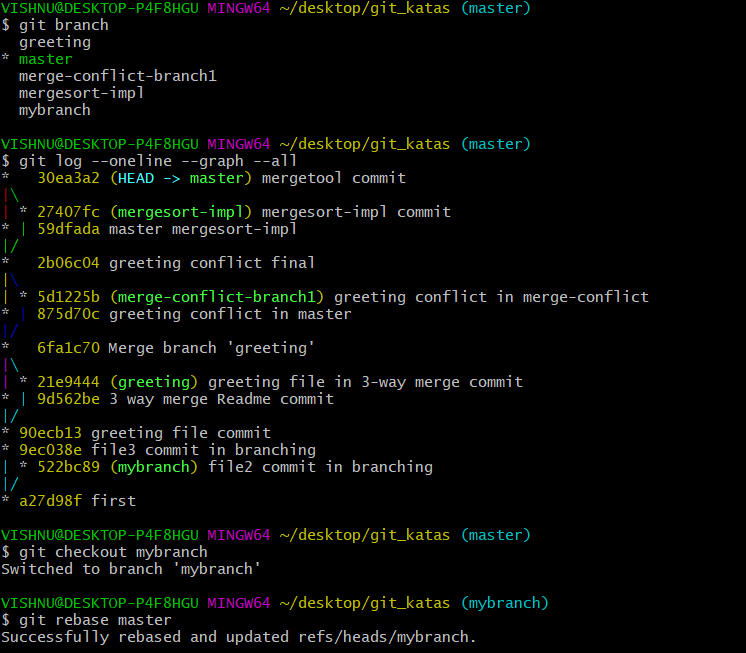 VISHNU@DESKTOP-P4F8HGU MINGW64 ~/desktop/git_katas (master)
$ git branch
  greeting
* master
  merge-conflict-branch1
  mergesort-impl
  mybranch

VISHNU@DESKTOP-P4F8HGU MINGW64 ~/desktop/git_katas (master)
$ git log --oneline --graph --all
*   30ea3a2 (HEAD -> master) mergetool commit
|\
| * 27407fc (mergesort-impl) mergesort-impl commit
* | 59dfada master mergesort-impl
|/
*   2b06c04 greeting conflict final
|\
| * 5d1225b (merge-conflict-branch1) greeting conflict in merge-conflict
* | 875d70c greeting conflict in master
|/
*   6fa1c70 Merge branch 'greeting'
|\
| * 21e9444 (greeting) greeting file in 3-way merge commit
* | 9d562be 3 way merge Readme commit
|/
* 90ecb13 greeting file commit
* 9ec038e file3 commit in branching
| * 522bc89 (mybranch) file2 commit in branching
|/
* a27d98f first

VISHNU@DESKTOP-P4F8HGU MINGW64 ~/desktop/git_katas (master)
$ git checkout mybranch
Switched to branch 'mybranch'

VISHNU@DESKTOP-P4F8HGU MINGW64 ~/desktop/git_katas (mybranch)
$ git rebase master
Successfully rebased and updated refs/heads/mybranch.